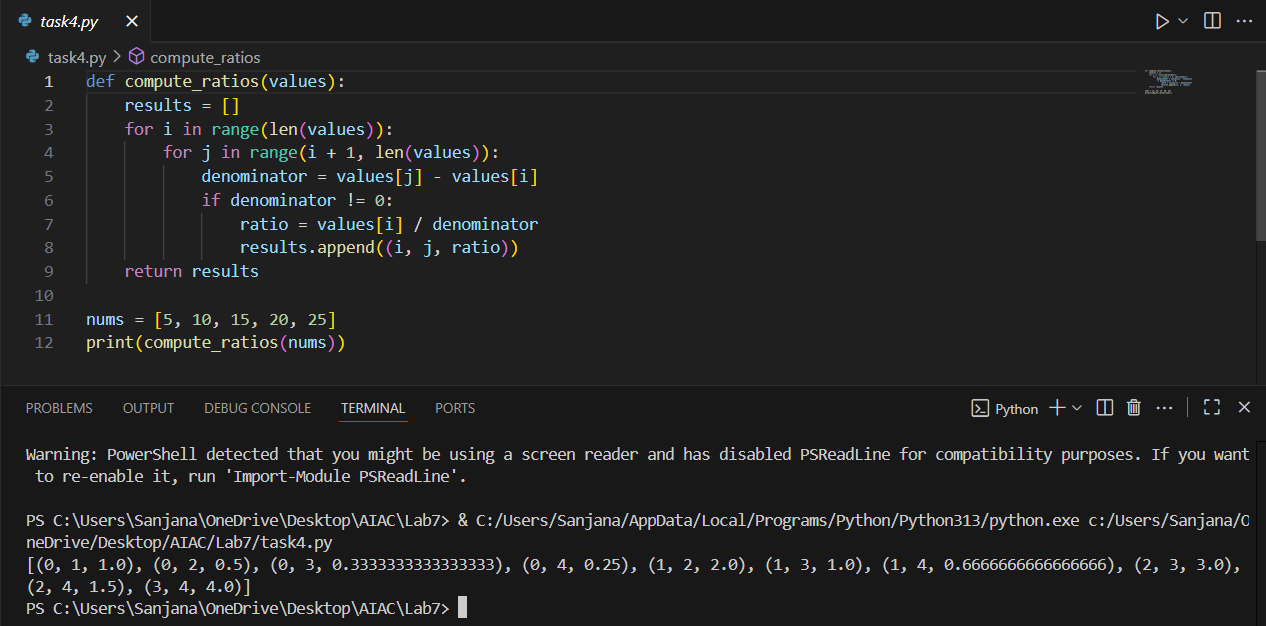 task4.py
task4.py > compute_ratios
1 def compute_ratios(values):
2     results = []
3     for i in range(len(values)):
4         for j in range(i + 1, len(values)):
5             denominator = values[j] - values[i]
6             if denominator != 0:
7                 ratio = values[i] / denominator
8                 results.append((i, j, ratio))
9     return results
10
11 nums = [5, 10, 15, 20, 25]
12 print(compute_ratios(nums))
PROBLEMS OUTPUT DEBUG CONSOLE TERMINAL PORTS Python
Warning: PowerShell detected that you might be using a screen reader and has disabled PSReadLine for compatibility purposes. If you want
 to re-enable it, run 'Import-Module PSReadLine'.
PS C:\Users\Sanjana\OneDrive\Desktop\AIAC\Lab7> & C:/Users/Sanjana/AppData/Local/Programs/Python/Python313/python.exe c:/Users/Sanjana/O
neDrive/Desktop/AIAC/Lab7/task4.py
[(0, 1, 1.0), (0, 2, 0.5), (0, 3, 0.3333333333333333), (0, 4, 0.25), (1, 2, 2.0), (1, 3, 1.0), (1, 4, 0.6666666666666666), (2, 3, 3.0),
(2, 4, 1.5), (3, 4, 4.0)]
PS C:\Users\Sanjana\OneDrive\Desktop\AIAC\Lab7>